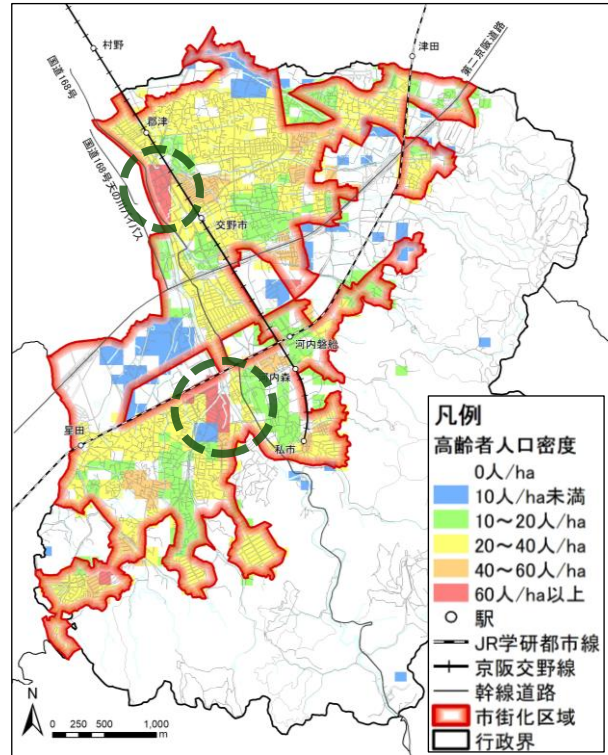 村野
津田
第二京阪道路
国道168号
郡津
国道168号天の川バイパス
交野市
河内磐船
河内森
星田
私市
凡例
高齢者人口密度
0人/ha
10人/ha未満
10～20人/ha
20～40人/ha
40～60人/ha
60人/ha以上
駅
JR学研都市線
京阪交野線
幹線道路
市街化区域
行政界
N
0 250 500 1,000
m